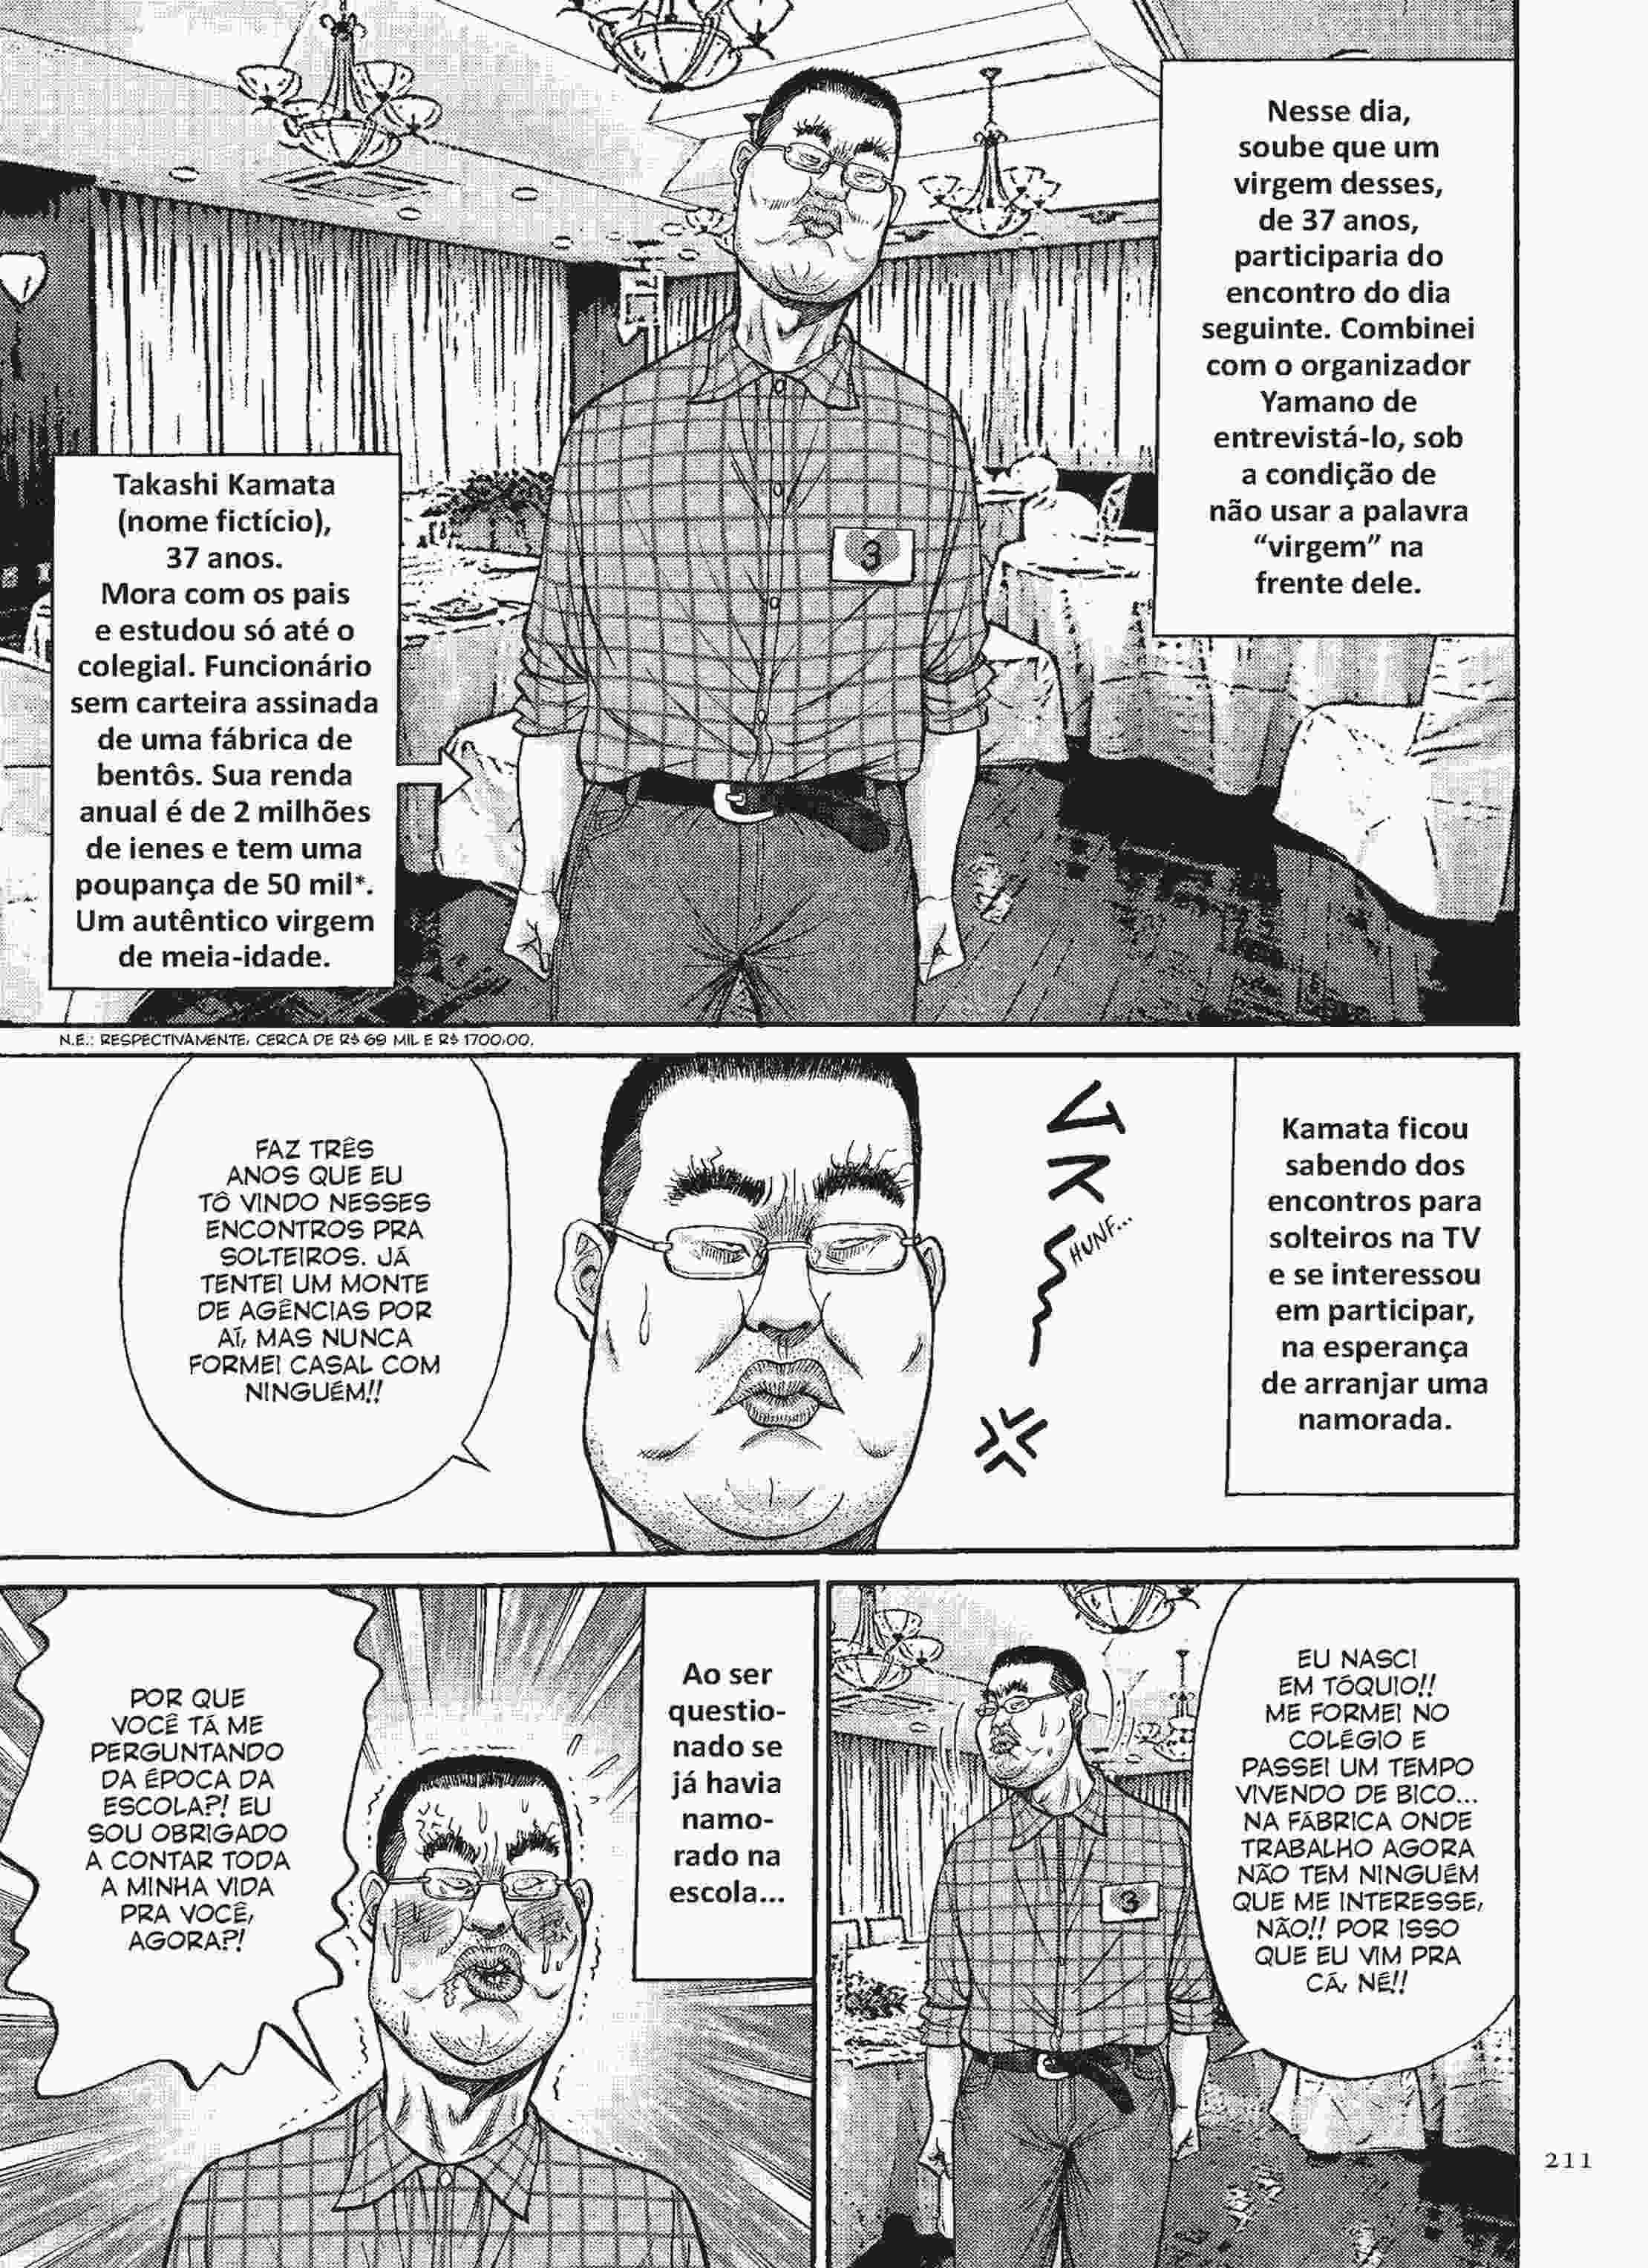 Nesse dia,
soube que um
virgem desses,
de 37 anos,
participaria do
encontro do dia
seguinte. Combinei
com o organizador
Yamano de
entrevistá-lo, sob
a condição de
não usar a palavra
“virgem” na
frente dele.
3
Takashi Kamata
(nome fictício),
37 anos.
Mora com os pais
e estudou só até o
colegial. Funcionário
sem carteira assinada
de uma fábrica de
bentôs. Sua renda
anual é de 2 milhões
de ienes e tem uma
poupança de 50 mil*.
Um autêntico virgem
de meia-idade.
N.E.: RESPECTIVAMENTE, CERCA DE R$ 69 MIL E R$ 1700,00.
Kamata ficou
sabendo dos
encontros para
solteiros na TV
e se interessou
em participar,
na esperança
de arranjar uma
namorada.
HUNF...
FAZ TRÊS
ANOS QUE EU
TÔ VINDO NESSES
ENCONTROS PRA
SOLTEIROS. JÁ
TENTEI UM MONTE
DE AGÊNCIAS POR
AÍ, MAS NUNCA
FORMEI CASAL COM
NINGUÉM!!
EU NASCI
EM TÓQUIO!!
ME FORMEI NO
COLÉGIO E
PASSEI UM TEMPO
VIVENDO DE BICO...
NA FÁBRICA ONDE
TRABALHO AGORA
NÃO TEM NINGUÉM
QUE ME INTERESSE,
NÃO!! POR ISSO
QUE EU VIM PRA
CÁ, NÉ!!
3
Ao ser
questio-
nado se
já havia
namo-
rado na
escola...
POR QUE
VOCÊ TÁ ME
PERGUNTANDO
DA ÉPOCA DA
ESCOLA?! EU
SOU OBRIGADO
A CONTAR TODA
A MINHA VIDA
PRA VOCÊ,
AGORA?!
211